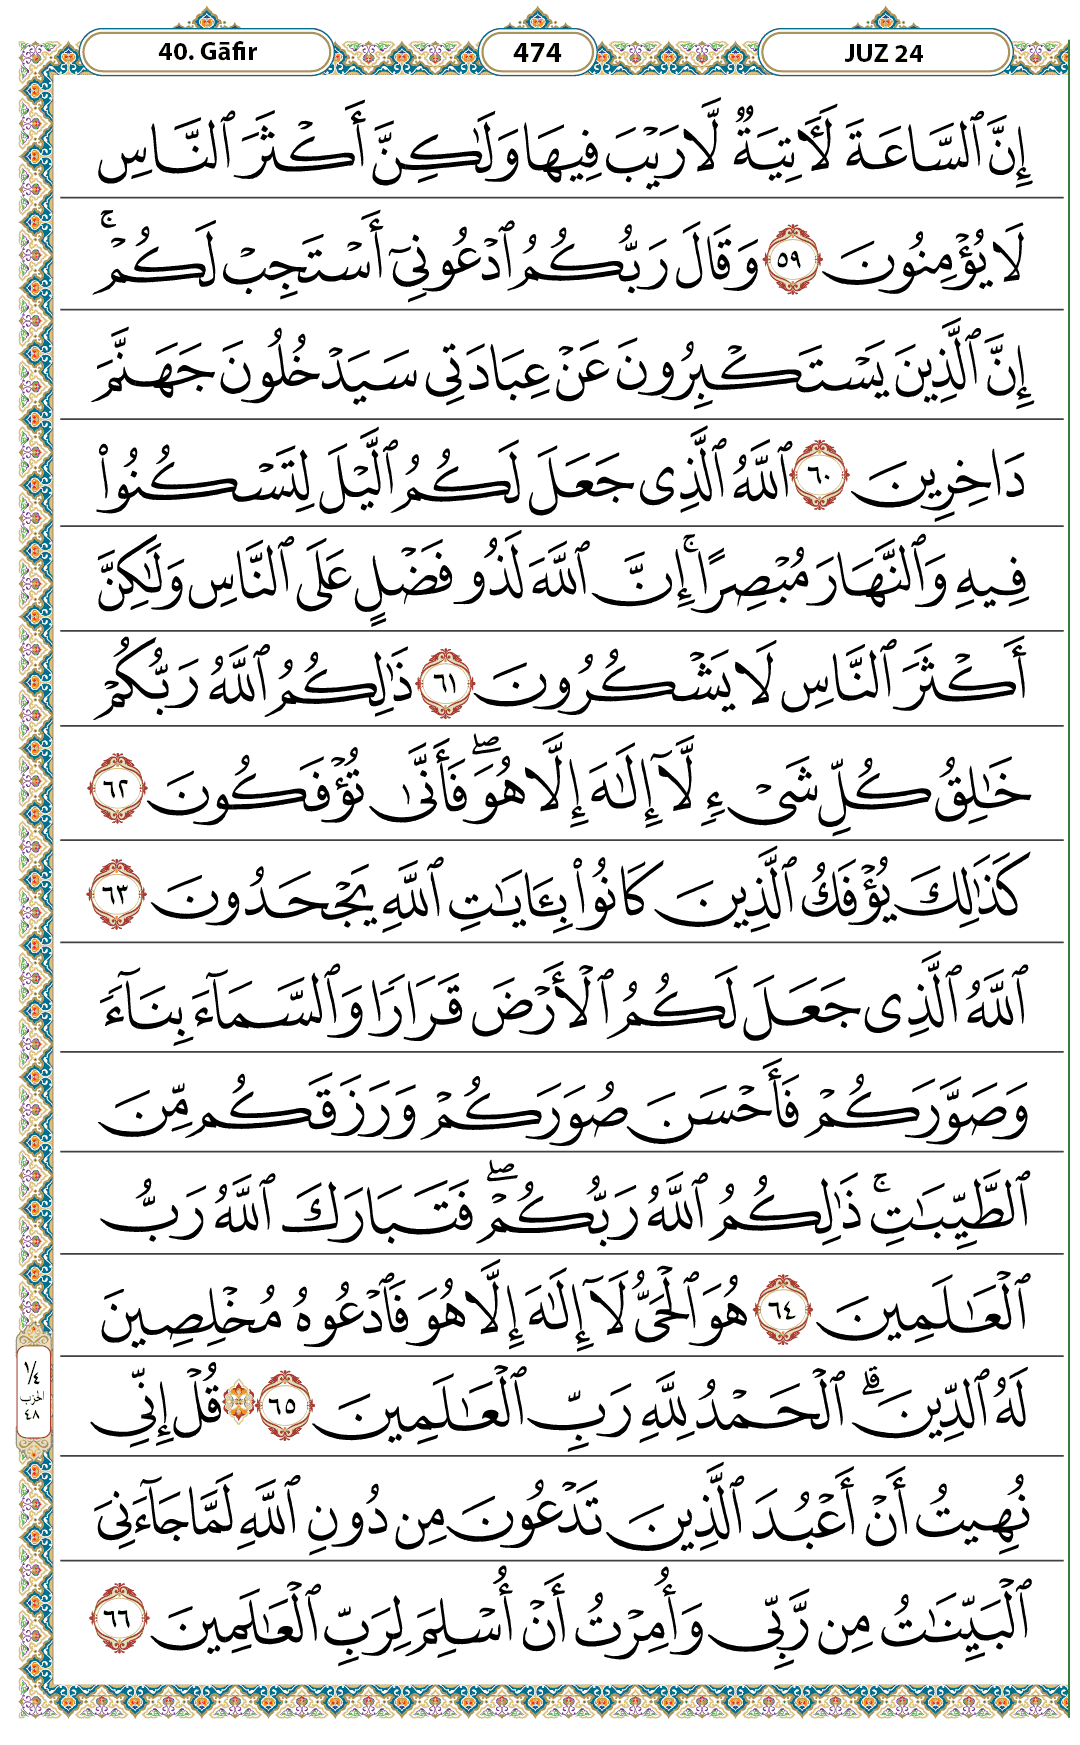 40. Gāfir 474 JUZ 24
إِنَّ ٱلسَّاعَةَ لَـَٔاتِيَةٌ لَّا رَيْبَ فِيهَا وَلَـٰكِنَّ أَكْثَرَ ٱلنَّاسِ
لَا يُؤْمِنُونَ ٥٩ وَقَالَ رَبُّكُمُ ٱدْعُونِىٓ أَسْتَجِبْ لَكُمْ ۚ
إِنَّ ٱلَّذِينَ يَسْتَكْبِرُونَ عَنْ عِبَادَتِى سَيَدْخُلُونَ جَهَنَّمَ
دَاخِرِينَ ٦٠ ٱللَّهُ ٱلَّذِى جَعَلَ لَكُمُ ٱلَّيْلَ لِتَسْكُنُوا۟
فِيهِ وَٱلنَّهَارَ مُبْصِرًا ۚ إِنَّ ٱللَّهَ لَذُو فَضْلٍ عَلَى ٱلنَّاسِ وَلَـٰكِنَّ
أَكْثَرَ ٱلنَّاسِ لَا يَشْكُرُونَ ٦١ ذَٰلِكُمُ ٱللَّهُ رَبُّكُمْ
خَـٰلِقُ كُلِّ شَىْءٍ لَّآ إِلَـٰهَ إِلَّا هُوَ ۖ فَأَنَّىٰ تُؤْفَكُونَ ٦٢
كَذَٰلِكَ يُؤْفَكُ ٱلَّذِينَ كَانُوا۟ بِـَٔايَـٰتِ ٱللَّهِ يَجْحَدُونَ ٦٣
ٱللَّهُ ٱلَّذِى جَعَلَ لَكُمُ ٱلْأَرْضَ قَرَارًا وَٱلسَّمَآءَ بِنَآءً
وَصَوَّرَكُمْ فَأَحْسَنَ صُوَرَكُمْ وَرَزَقَكُم مِّنَ
ٱلطَّيِّبَـٰتِ ۚ ذَٰلِكُمُ ٱللَّهُ رَبُّكُمْ ۖ فَتَبَارَكَ ٱللَّهُ رَبُّ
ٱلْعَـٰلَمِينَ ٦٤ هُوَ ٱلْحَىُّ لَآ إِلَـٰهَ إِلَّا هُوَ فَٱدْعُوهُ مُخْلِصِينَ
لَهُ ٱلدِّينَ ۗ ٱلْحَمْدُ لِلَّهِ رَبِّ ٱلْعَـٰلَمِينَ ٦٥ قُلْ إِنِّى
نُهِيتُ أَنْ أَعْبُدَ ٱلَّذِينَ تَدْعُونَ مِن دُونِ ٱللَّهِ لَمَّا جَآءَنِىَ
ٱلْبَيِّنَـٰتُ مِن رَّبِّى وَأُمِرْتُ أَنْ أُسْلِمَ لِرَبِّ ٱلْعَـٰلَمِينَ ٦٦
١/٤
الحزب
٤٨